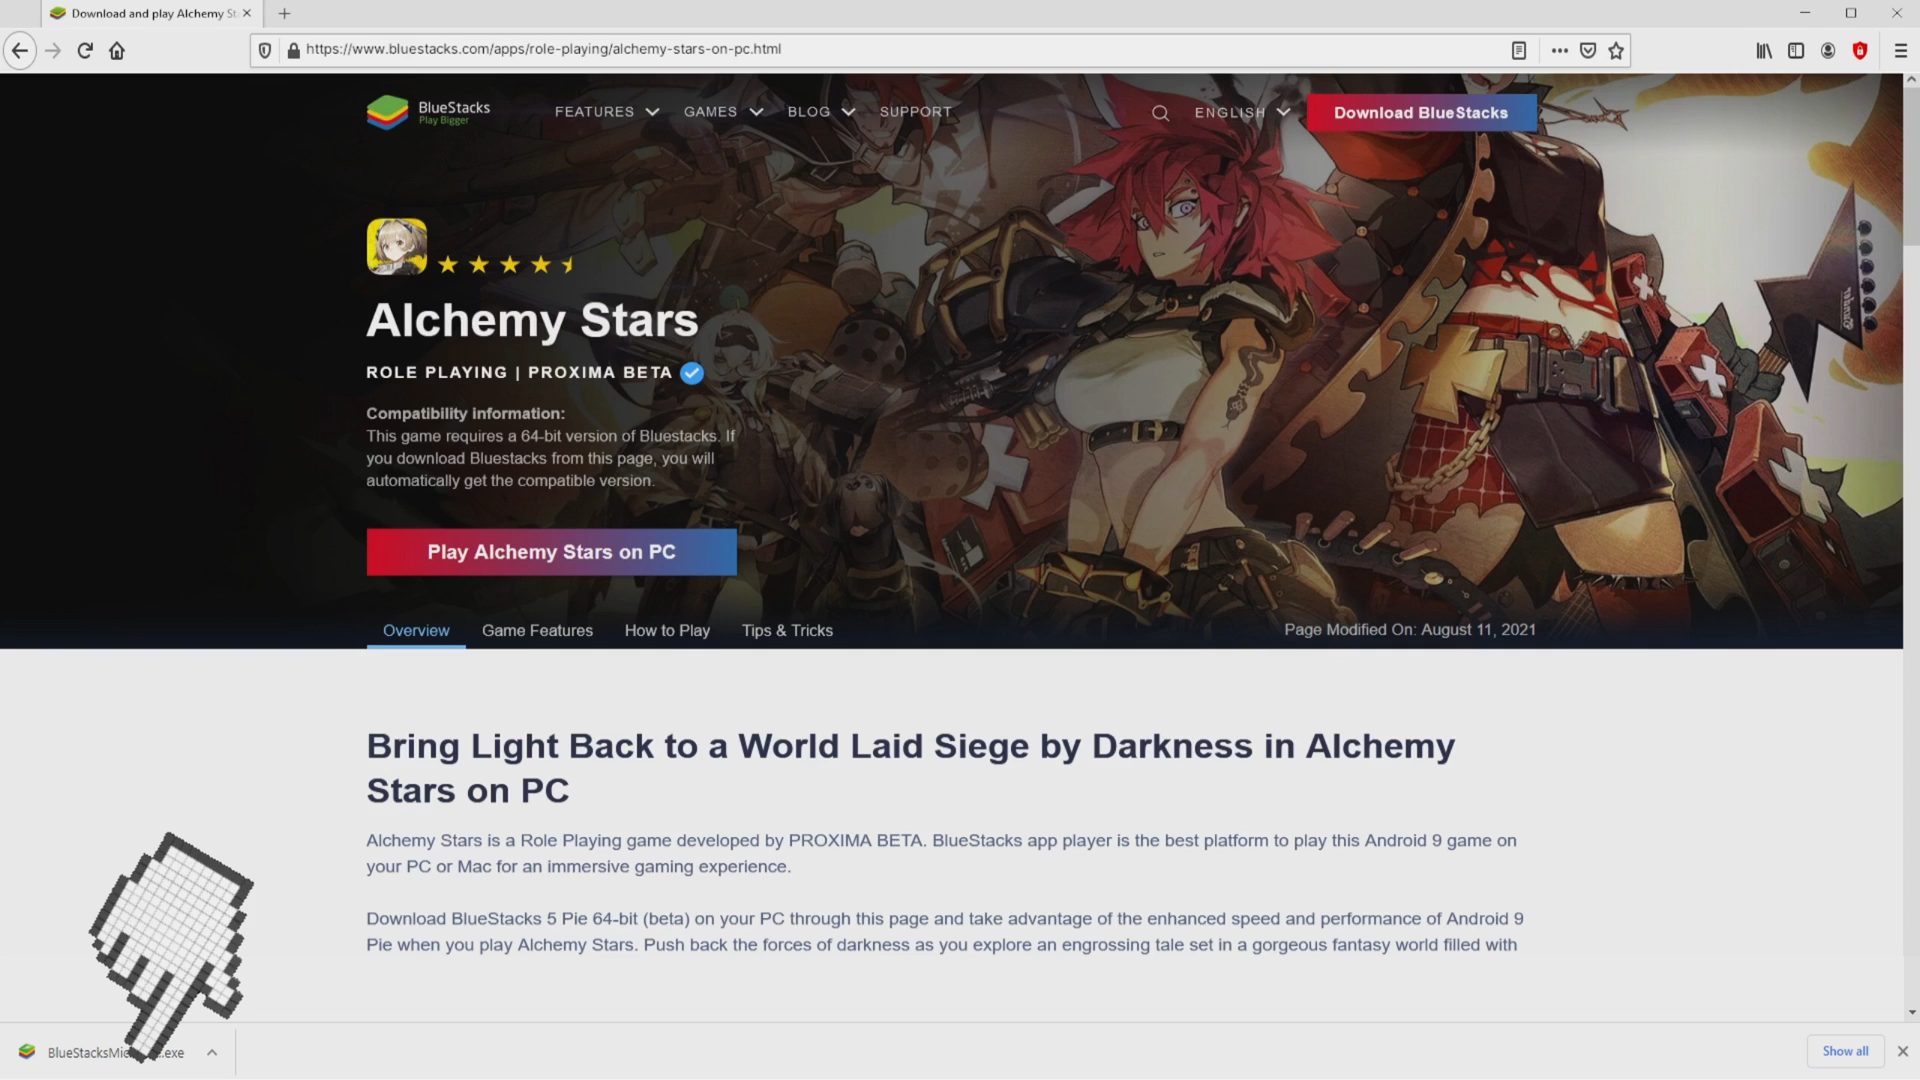 Download and play Alchemy St
https://www.bluestacks.com/apps/role-playing/alchemy-stars-on-pc.html
BlueStacks
Play Bigger
FEATURES
GAMES
BLOG
SUPPORT
ENGLISH
Download BlueStacks
Alchemy Stars
ROLE PLAYING | PROXIMA BETA
Compatibility information:
This game requires a 64-bit version of Bluestacks. If
you download Bluestacks from this page, you will
automatically get the compatible version.
Play Alchemy Stars on PC
Overview
Game Features
How to Play
Tips & Tricks
Page Modified On: August 11, 2021
Bring Light Back to a World Laid Siege by Darkness in Alchemy
Stars on PC
Alchemy Stars is a Role Playing game developed by PROXIMA BETA. BlueStacks app player is the best platform to play this Android 9 game on
your PC or Mac for an immersive gaming experience.
Download BlueStacks 5 Pie 64-bit (beta) on your PC through this page and take advantage of the enhanced speed and performance of Android 9
Pie when you play Alchemy Stars. Push back the forces of darkness as you explore an engrossing tale set in a gorgeous fantasy world filled with
.exe
Show all